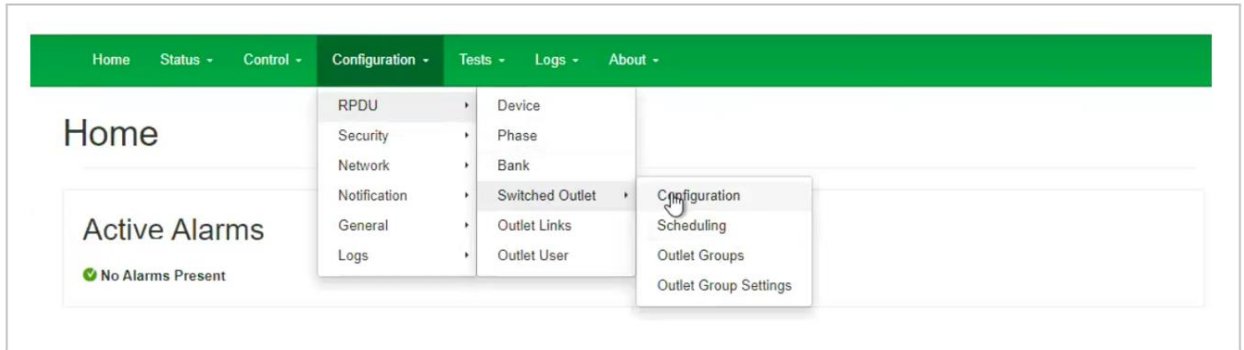 Home Status Control Configuration Tests Logs About
RPDU Device
Home
Security Phase
Network Bank
Notification Switched Outlet Configuration
Active Alarms
General Outlet Links Scheduling
Logs Outlet User Outlet Groups
No Alarms Present
Outlet Group Settings